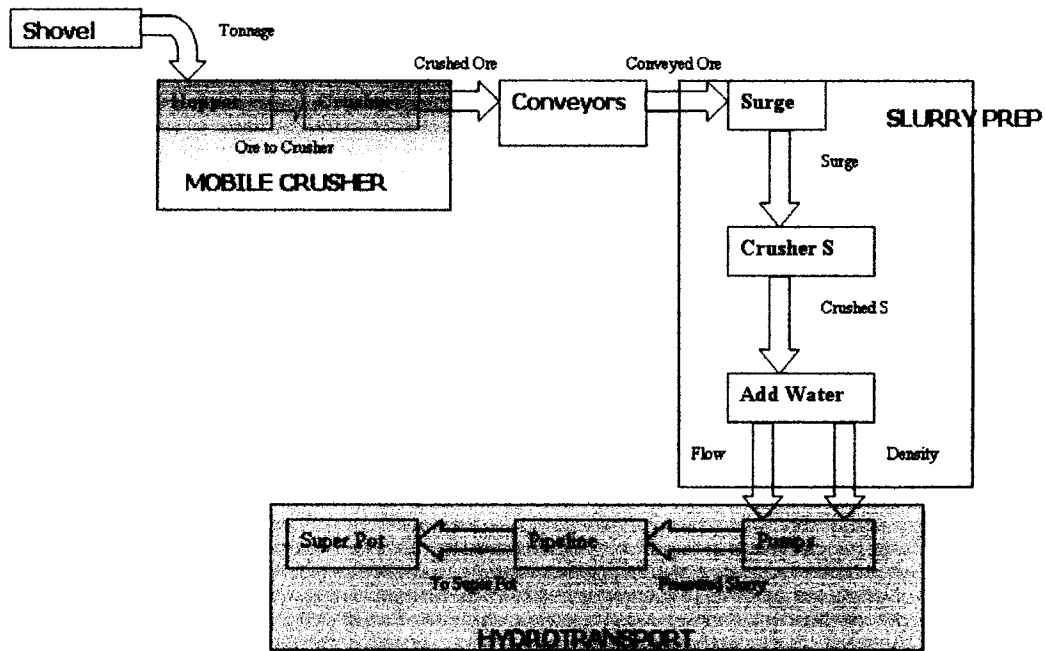 Shovel
Tonnage
Crushed Ore
Conveyed Ore
Hopper
Crusher
Conveyors
Surge
SLURRY PREP
Ore to Crusher
MOBILE CRUSHER
Surge
Crusher S
Crushed S
Add Water
Flow
Density
Super Pot
Pipeline
Pumps
To Super Pot
Slurry
HYDROTRANSPORT